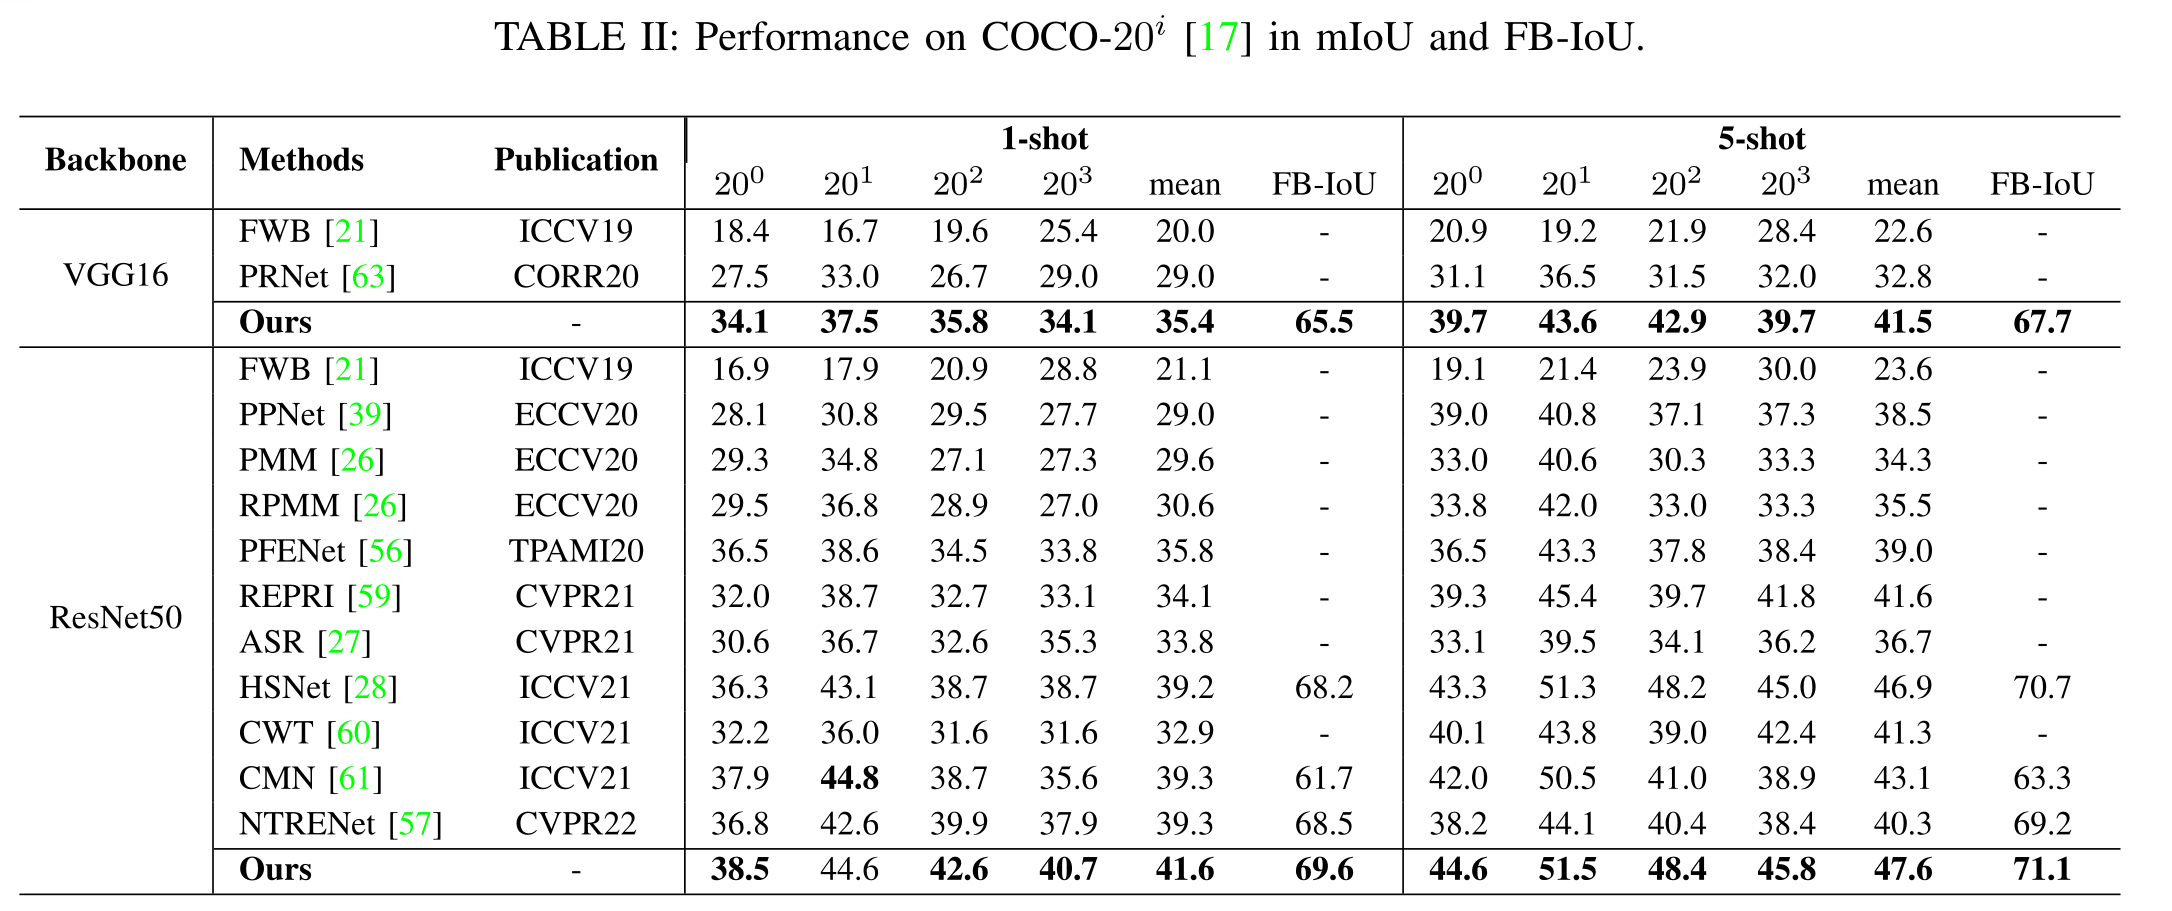 TABLE II: Performance on COCO-20^i [17] in mIoU and FB-IoU.
Backbone Methods Publication 1-shot 5-shot
20^0 20^1 20^2 20^3 mean FB-IoU 20^0 20^1 20^2 20^3 mean FB-IoU
VGG16
FWB [21] ICCV19 18.4 16.7 19.6 25.4 20.0 - 20.9 19.2 21.9 28.4 22.6 -
PRNet [63] CORR20 27.5 33.0 26.7 29.0 29.0 - 31.1 36.5 31.5 32.0 32.8 -
Ours - 34.1 37.5 35.8 34.1 35.4 65.5 39.7 43.6 42.9 39.7 41.5 67.7
ResNet50
FWB [21] ICCV19 16.9 17.9 20.9 28.8 21.1 - 19.1 21.4 23.9 30.0 23.6 -
PPNet [39] ECCV20 28.1 30.8 29.5 27.7 29.0 - 39.0 40.8 37.1 37.3 38.5 -
PMM [26] ECCV20 29.3 34.8 27.1 27.3 29.6 - 33.0 40.6 30.3 33.3 34.3 -
RPMM [26] ECCV20 29.5 36.8 28.9 27.0 30.6 - 33.8 42.0 33.0 33.3 35.5 -
PFENet [56] TPAMI20 36.5 38.6 34.5 33.8 35.8 - 36.5 43.3 37.8 38.4 39.0 -
REPRI [59] CVPR21 32.0 38.7 32.7 33.1 34.1 - 39.3 45.4 39.7 41.8 41.6 -
ASR [27] CVPR21 30.6 36.7 32.6 35.3 33.8 - 33.1 39.5 34.1 36.2 36.7 -
HSNet [28] ICCV21 36.3 43.1 38.7 38.7 39.2 68.2 43.3 51.3 48.2 45.0 46.9 70.7
CWT [60] ICCV21 32.2 36.0 31.6 31.6 32.9 - 40.1 43.8 39.0 42.4 41.3 -
CMN [61] ICCV21 37.9 44.8 38.7 35.6 39.3 61.7 42.0 50.5 41.0 38.9 43.1 63.3
NTRENet [57] CVPR22 36.8 42.6 39.9 37.9 39.3 68.5 38.2 44.1 40.4 38.4 40.3 69.2
Ours - 38.5 44.6 42.6 40.7 41.6 69.6 44.6 51.5 48.4 45.8 47.6 71.1